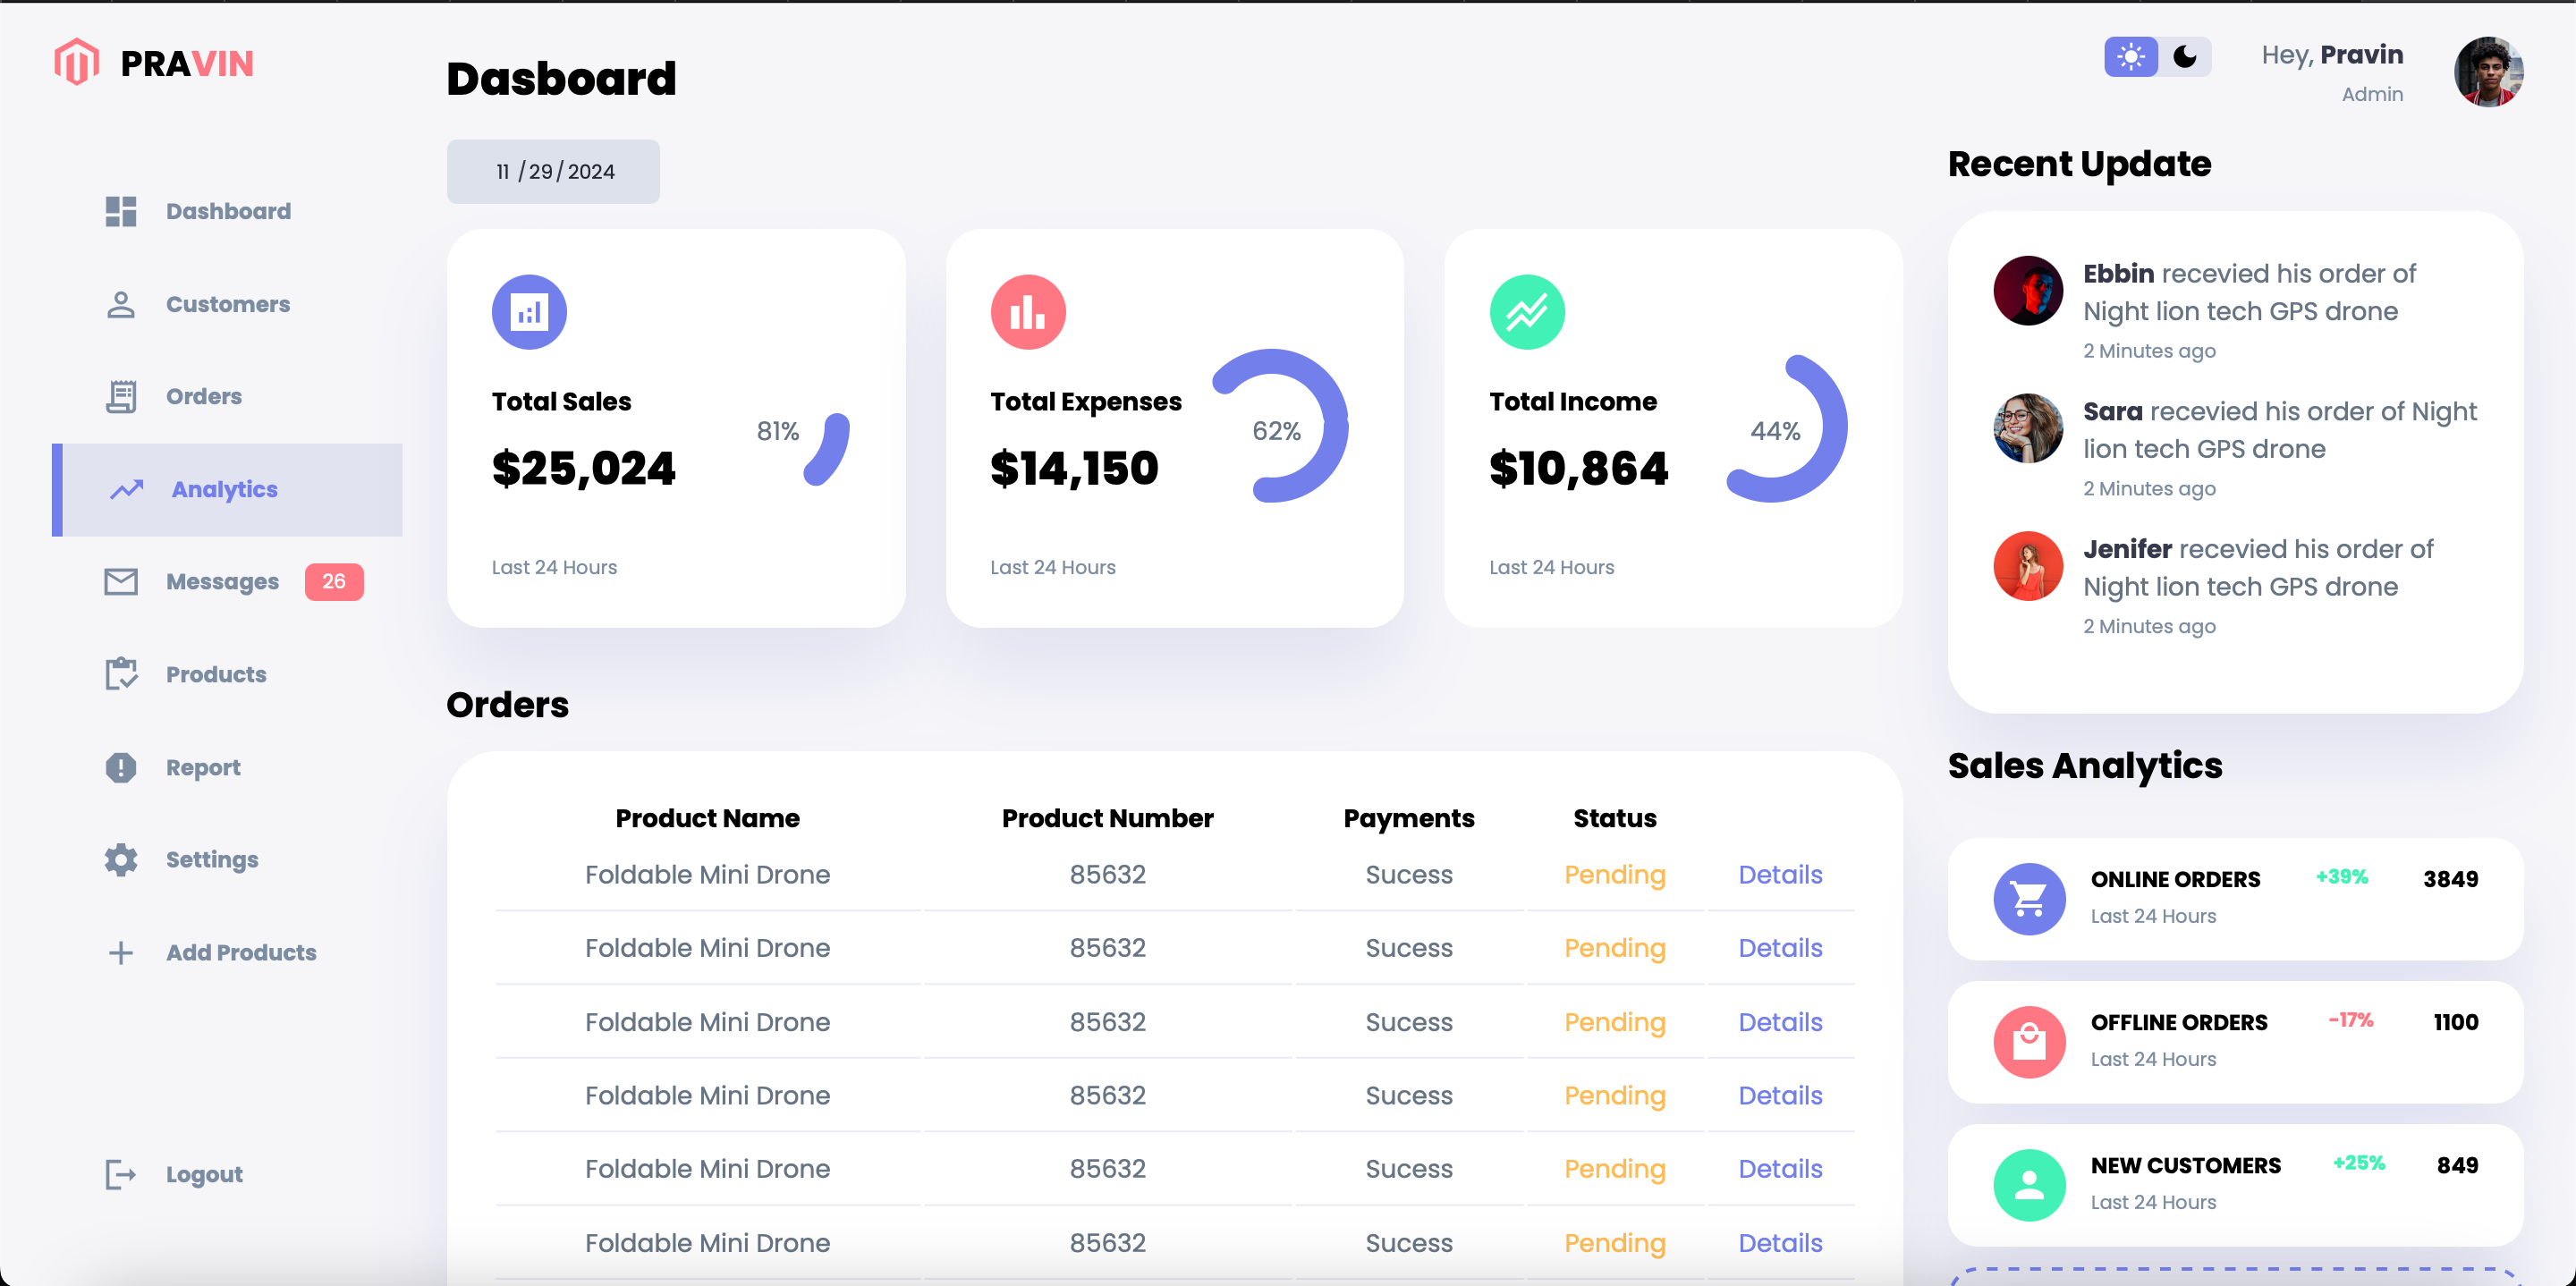 PRAVIN
Dashboard
Customers
Orders
Analytics
Messages 26
Products
Report
Settings
Add Products
Logout
Dasboard
11 / 29 / 2024
Total Sales
$25,024
81%
Last 24 Hours
Total Expenses
$14,150
62%
Last 24 Hours
Total Income
$10,864
44%
Last 24 Hours
Orders
Product Name Product Number Payments Status
Foldable Mini Drone 85632 Sucess Pending Details
Foldable Mini Drone 85632 Sucess Pending Details
Foldable Mini Drone 85632 Sucess Pending Details
Foldable Mini Drone 85632 Sucess Pending Details
Foldable Mini Drone 85632 Sucess Pending Details
Foldable Mini Drone 85632 Sucess Pending Details
Hey, Pravin
Admin
Recent Update
Ebbin recevied his order of
Night lion tech GPS drone
2 Minutes ago
Sara recevied his order of Night
lion tech GPS drone
2 Minutes ago
Jenifer recevied his order of
Night lion tech GPS drone
2 Minutes ago
Sales Analytics
ONLINE ORDERS +39% 3849
Last 24 Hours
OFFLINE ORDERS -17% 1100
Last 24 Hours
NEW CUSTOMERS +25% 849
Last 24 Hours